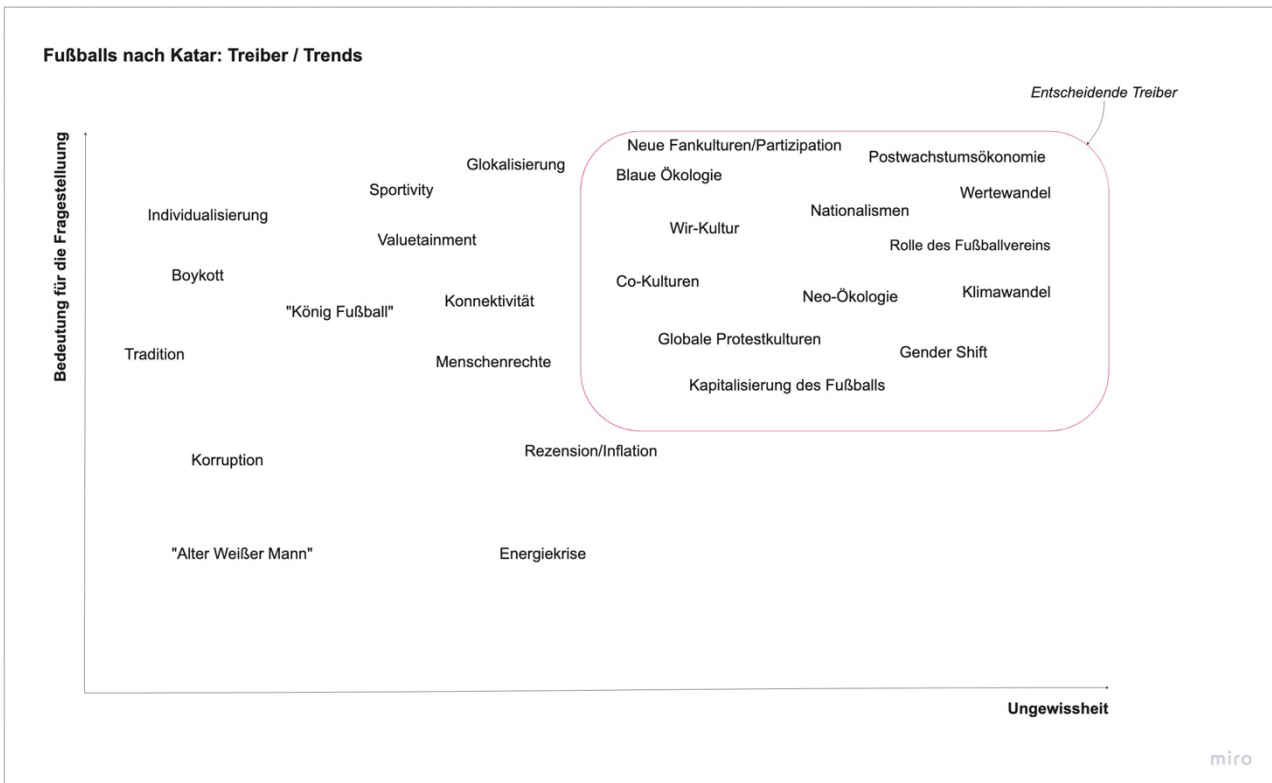 Fußballs nach Katar: Treiber / Trends
Entscheidende Treiber
Bedeutung für die Fragestelluung
Neue Fankulturen/Partizipation
Postwachstumsökonomie
Glokalisierung
Blaue Ökologie
Sportivity
Wertewandel
Individualisierung
Nationalismen
Wir-Kultur
Valuetainment
Rolle des Fußballvereins
Boykott
Co-Kulturen
Klimawandel
Neo-Ökologie
Konnektivität
"König Fußball"
Globale Protestkulturen
Gender Shift
Tradition
Menschenrechte
Kapitalisierung des Fußballs
Rezension/Inflation
Korruption
"Alter Weißer Mann"
Energiekrise
Ungewissheit
miro